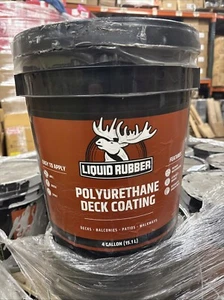 LIQUID RUBBER
EASY TO APPLY
POLYURETHANE
DECK COATING
DECKS • BALCONIES • PATIOS • WALKWAYS
4 GALLON (15.1 L)